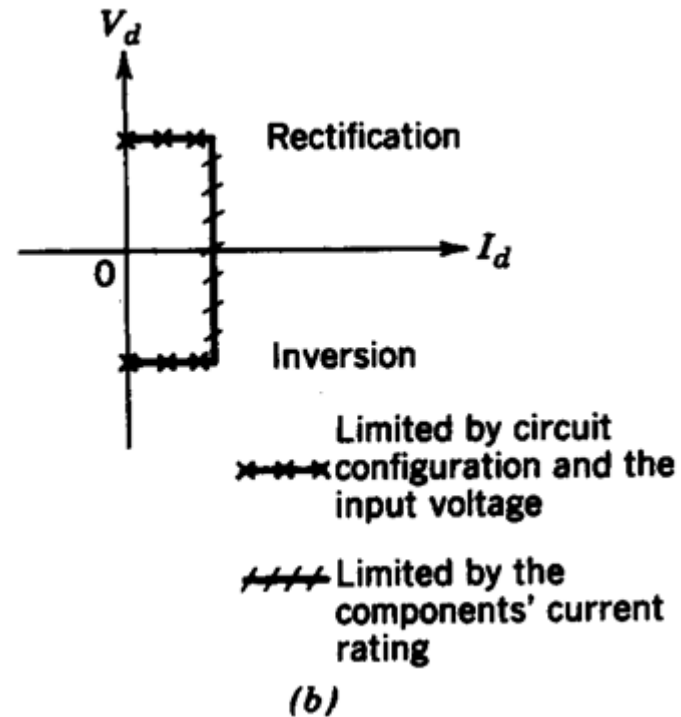 V_d
Rectification
I_d
0
Inversion
Limited by circuit
configuration and the
input voltage
Limited by the
components' current
rating
(b)